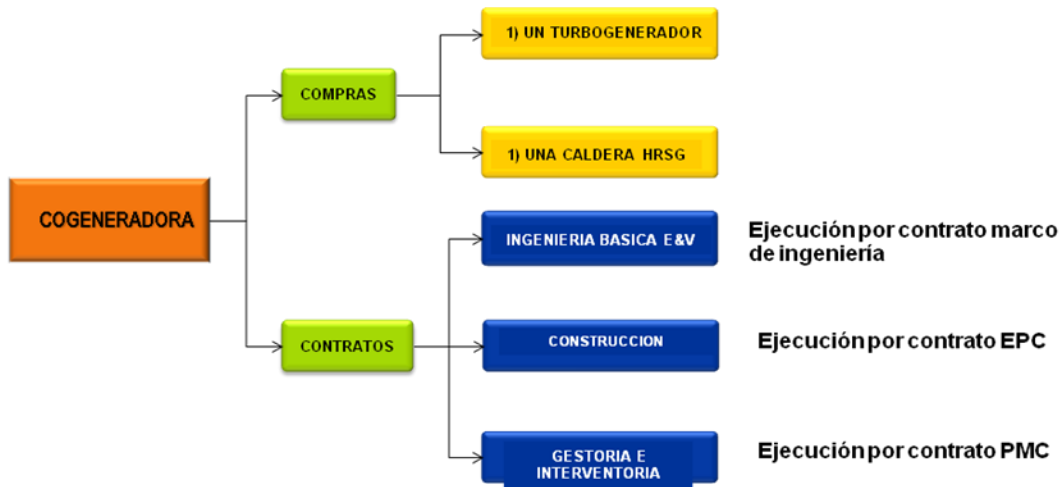 1) UN TURBOGENERADOR
COMPRAS
1) UNA CALDERA HRSG
COGENERADORA
INGENIERIA BASICA E&V
Ejecución por contrato marco
de ingeniería
CONTRATOS
CONSTRUCCION
Ejecución por contrato EPC
GESTORIA E
INTERVENTORIA
Ejecución por contrato PMC